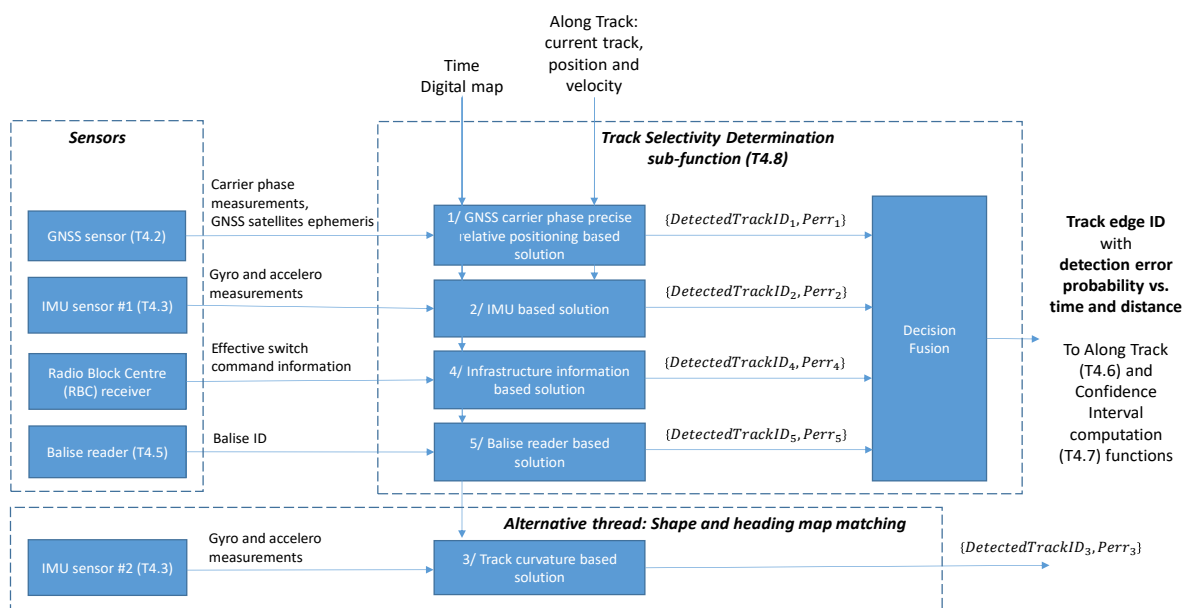 Along Track:
current track,
position and
velocity
Time
Digital map
Sensors
Track Selectivity Determination
sub-function (T4.8)
Carrier phase
measurements,
GNSS satellites ephemeris
GNSS sensor (T4.2)
1/ GNSS carrier phase precise
relative positioning based
solution
{DetectedTrackID₁, Perr₁}
Gyro and accelero
measurements
IMU sensor #1 (T4.3)
2/ IMU based solution
{DetectedTrackID₂, Perr₂}
Effective switch
command information
Radio Block Centre
(RBC) receiver
4/ Infrastructure information
based solution
{DetectedTrackID₄, Perr₄}
Balise ID
Balise reader (T4.5)
5/ Balise reader based
solution
{DetectedTrackID₅, Perr₅}
Decision
Fusion
Track edge ID
with
detection error
probability vs.
time and distance
To Along Track
(T4.6) and
Confidence
Interval
computation
(T4.7) functions
Alternative thread: Shape and heading map matching
Gyro and accelero
measurements
IMU sensor #2 (T4.3)
3/ Track curvature based
solution
{DetectedTrackID₃, Perr₃}